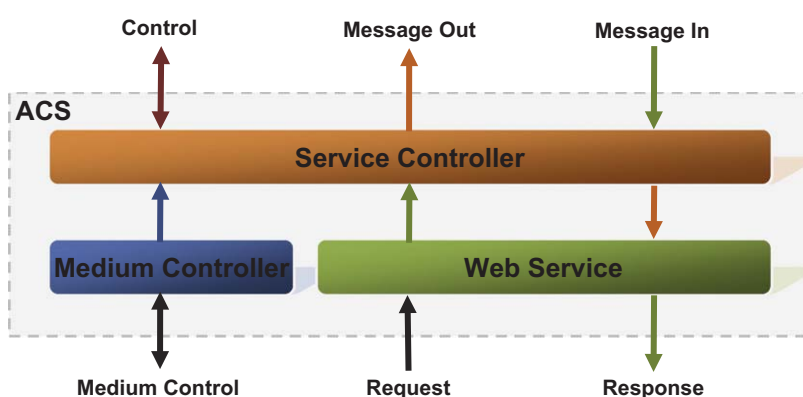 Control
Message Out
Message In
ACS
Service Controller
Medium Controller
Web Service
Medium Control
Request
Response